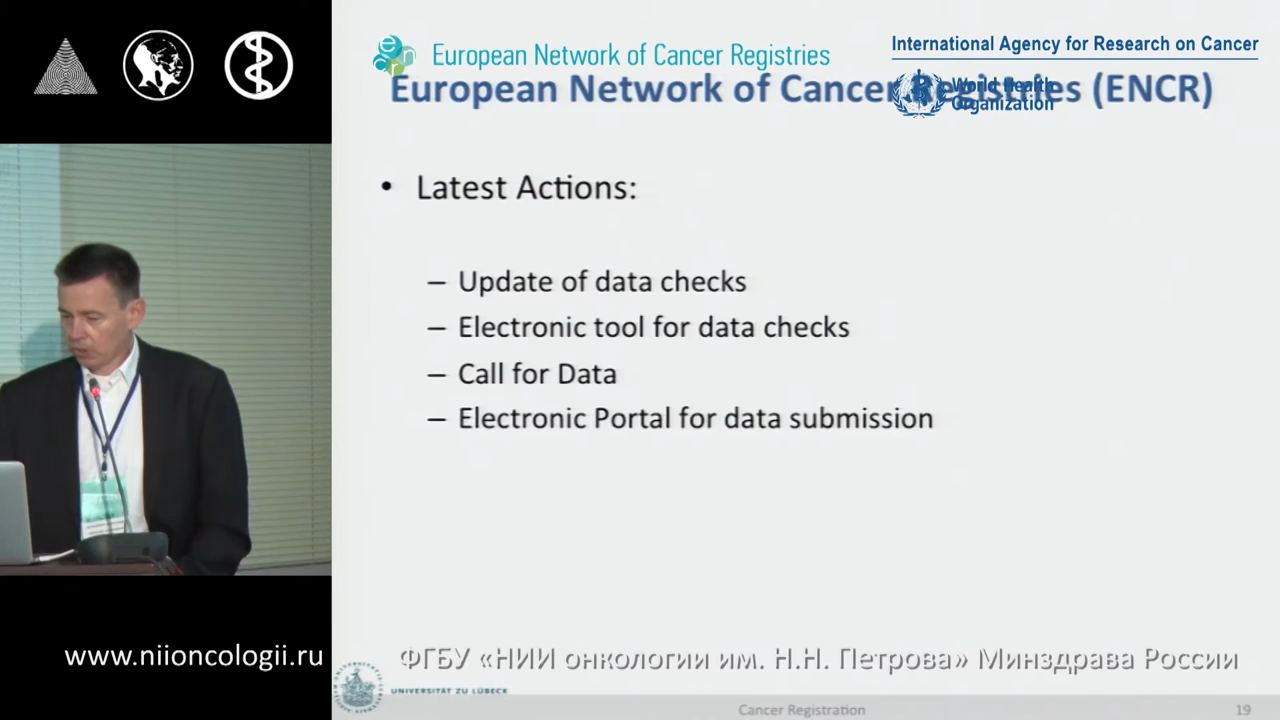 European Network of Cancer Registries
International Agency for Research on Cancer
European Network of Cancer Registries (ENCR)
World Health
Organization
• Latest Actions:
– Update of data checks
– Electronic tool for data checks
– Call for Data
– Electronic Portal for data submission
www.niioncologii.ru
ФГБУ «НИИ онкологии им. Н.Н. Петрова» Минздрава России
UNIVERSITÄT ZU LÜBECK
Cancer Registration
19